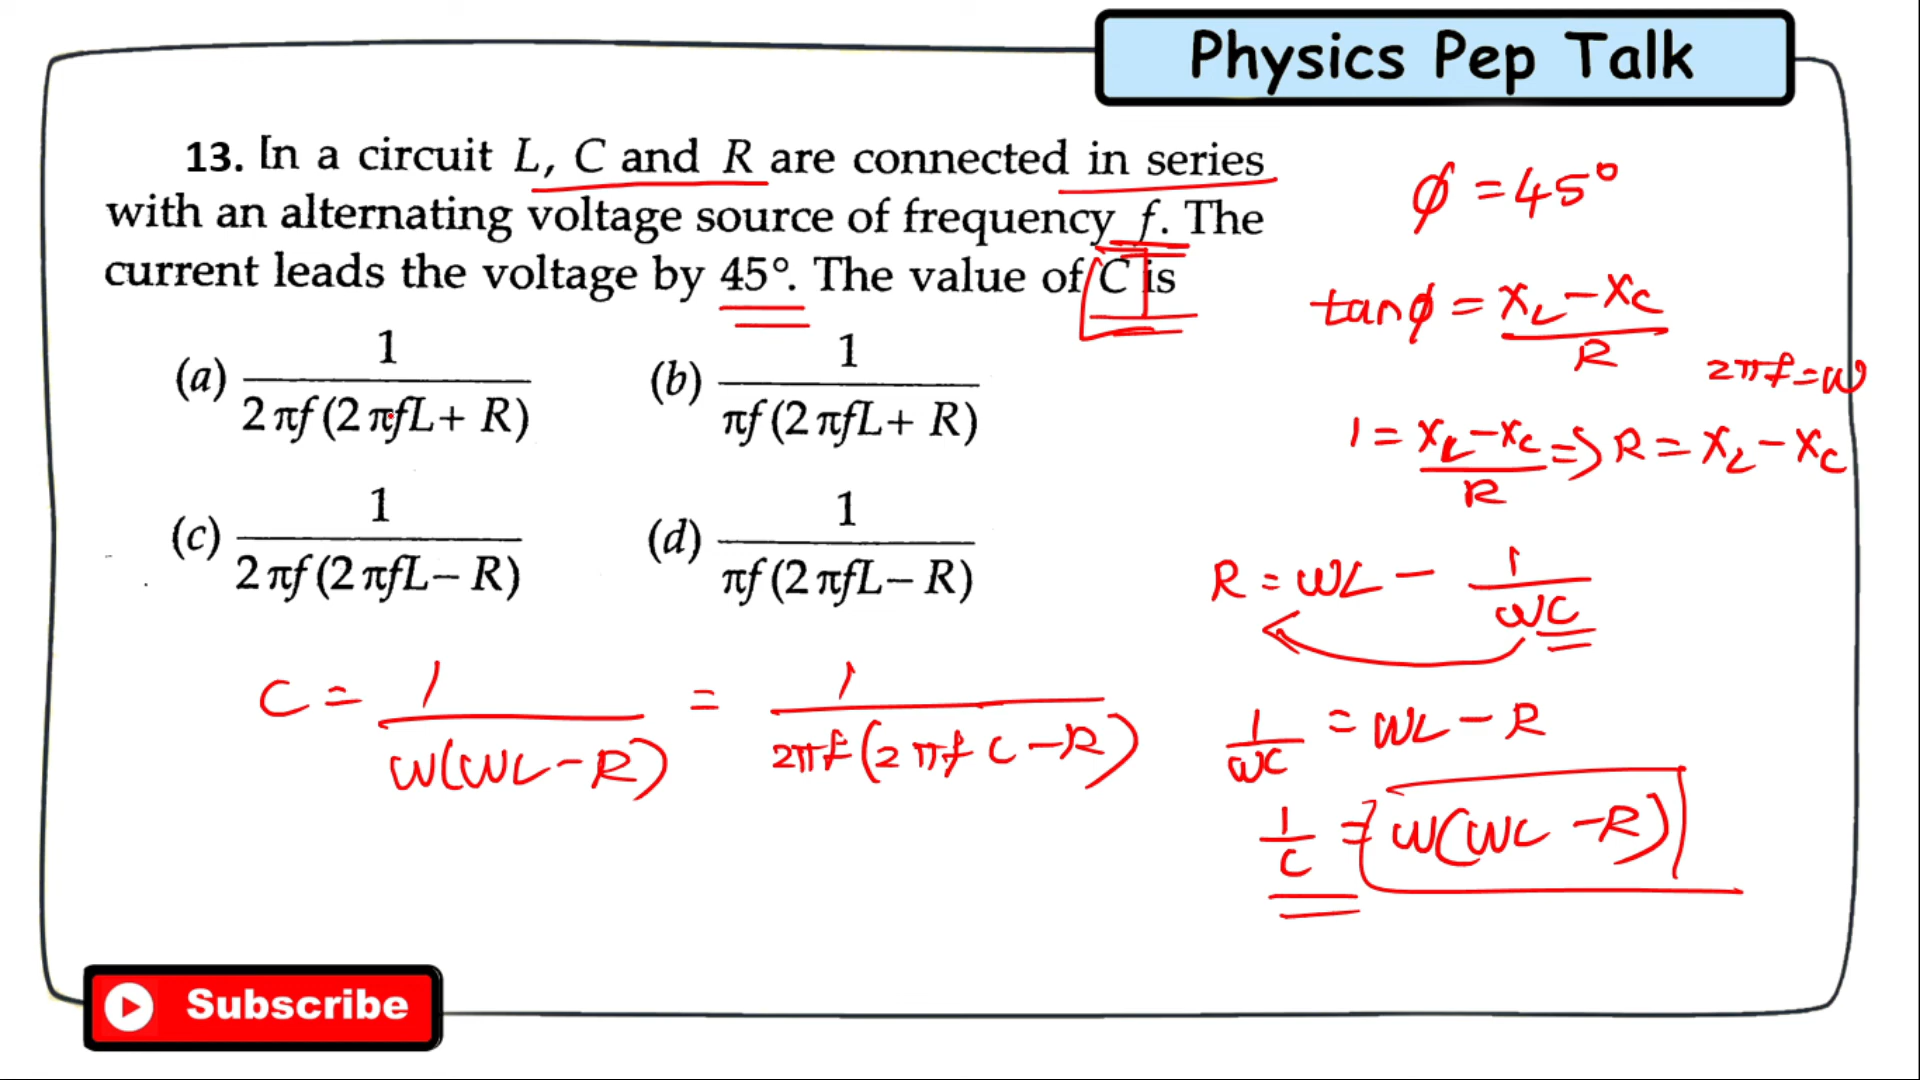 Physics Pep Talk
13. In a circuit L, C and R are connected in series
with an alternating voltage source of frequency f. The
current leads the voltage by 45°. The value of C is
(a) 1 / 2πf(2πfL + R)
(b) 1 / πf(2πfL + R)
(c) 1 / 2πf(2πfL − R)
(d) 1 / πf(2πfL − R)
ϕ = 45°
tanϕ = (X_L − X_C) / R
2πf = ω
1 = (X_L − X_C) / R ⇒ R = X_L − X_C
R = ωL − 1/ωC
1/ωC = ωL − R
1/C = ω(ωL − R)
C = 1 / ω(ωL − R) = 1 / 2πf(2πf C − R)
Subscribe